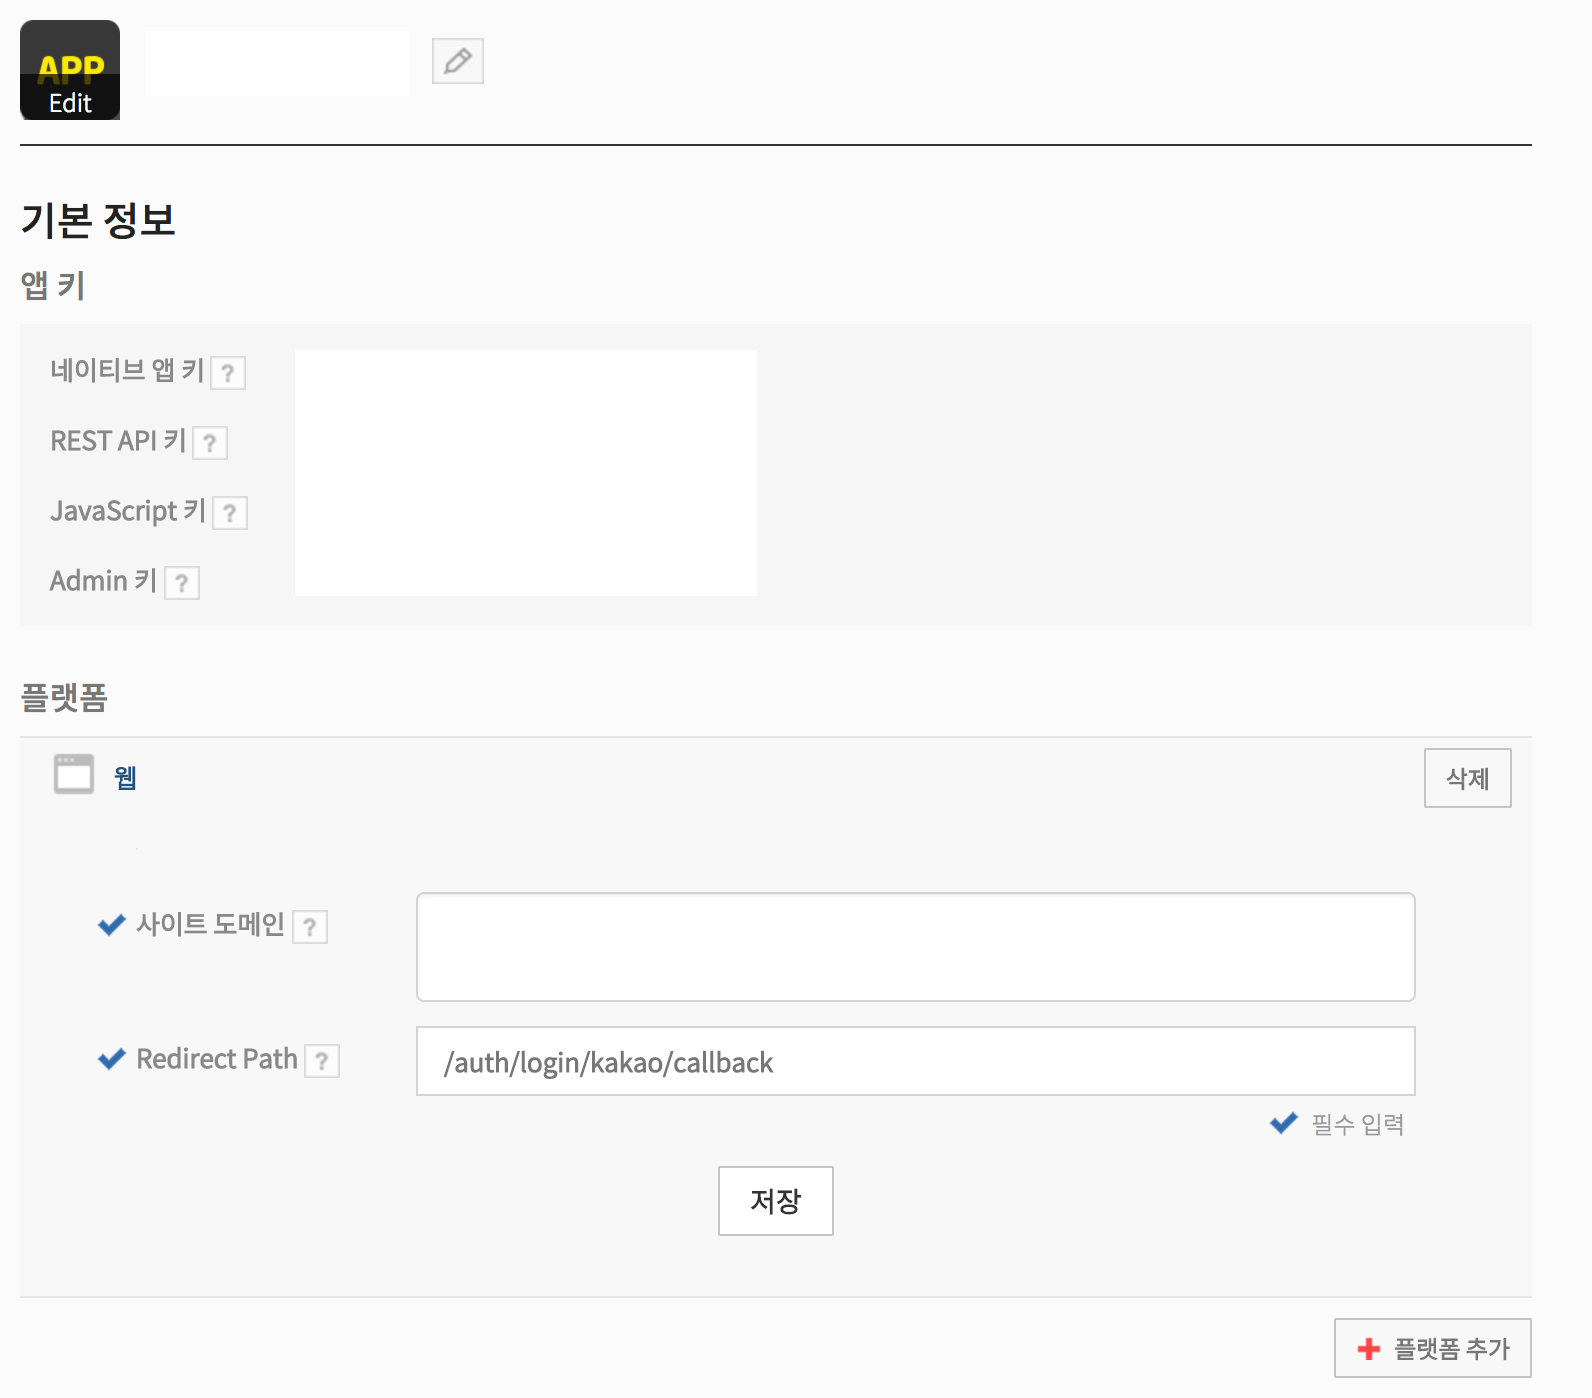 APP
Edit
기본 정보
앱 키
네이티브 앱 키 ?
REST API 키 ?
JavaScript 키 ?
Admin 키 ?
플랫폼
웹
삭제
사이트 도메인 ?
Redirect Path ?
/auth/login/kakao/callback
필수 입력
저장
플랫폼 추가